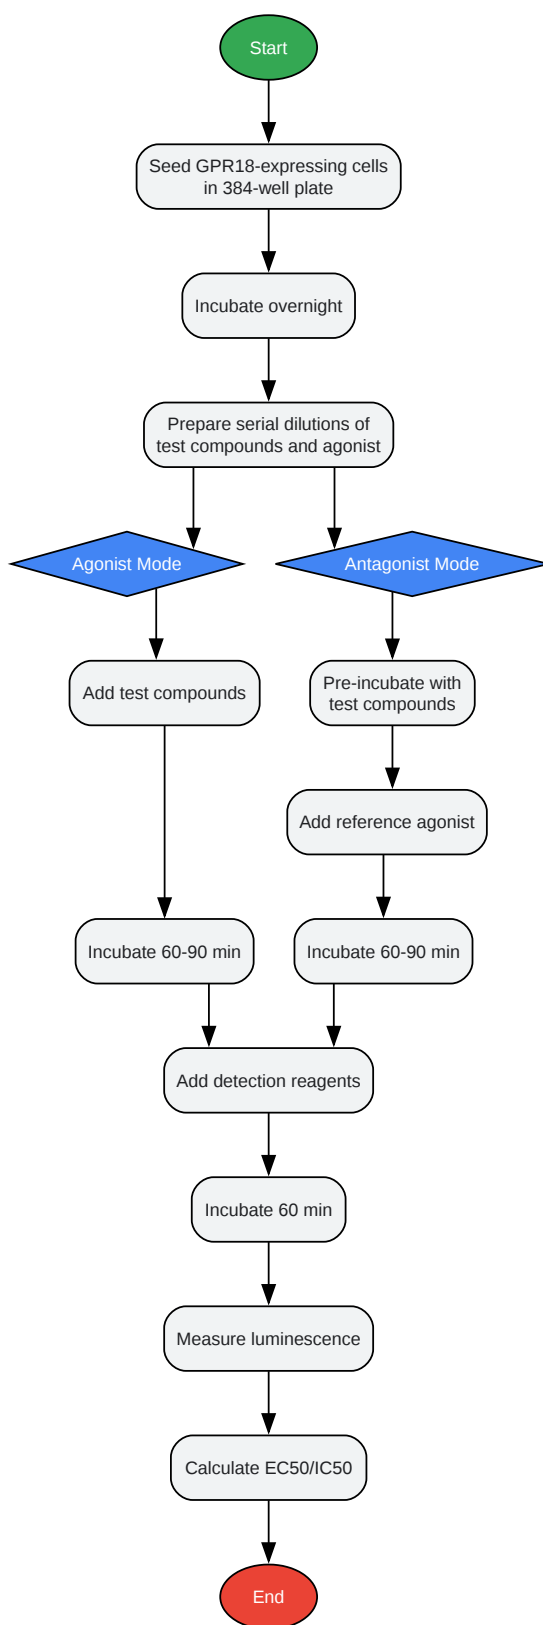 Start
Seed GPR18-expressing cells
in 384-well plate
Incubate overnight
Prepare serial dilutions of
test compounds and agonist
Agonist Mode
Antagonist Mode
Add test compounds
Pre-incubate with
test compounds
Add reference agonist
Incubate 60-90 min
Incubate 60-90 min
Add detection reagents
Incubate 60 min
Measure luminescence
Calculate EC50/IC50
End